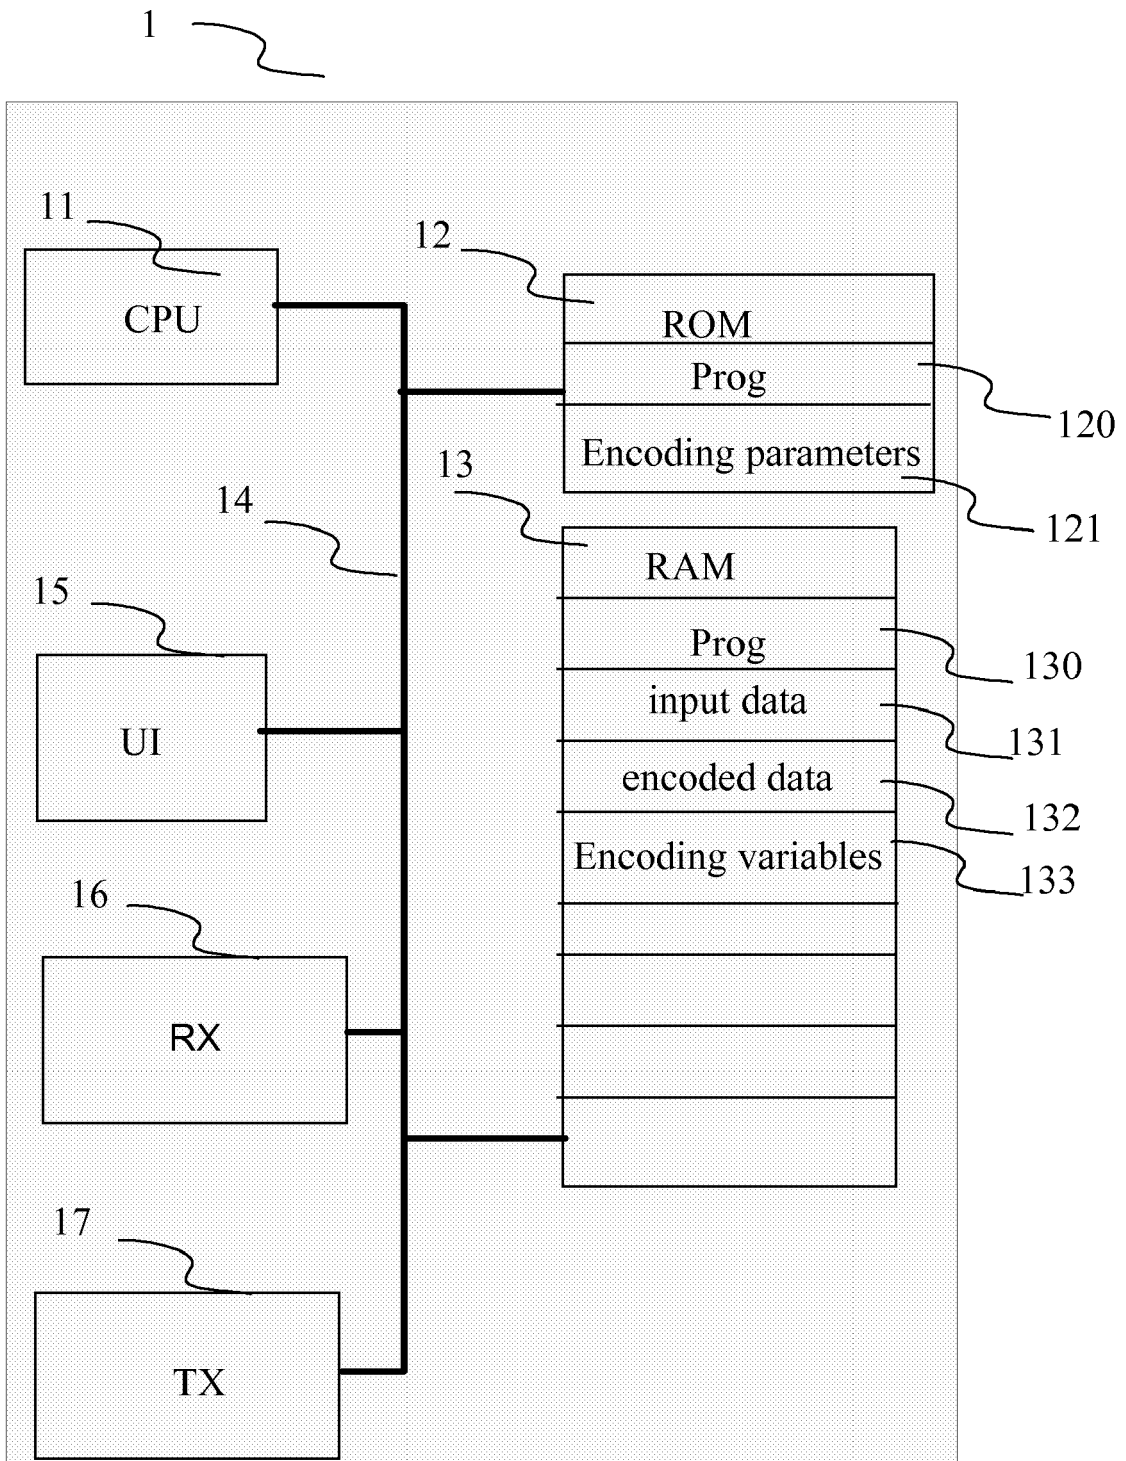 1
11
CPU
12
ROM
Prog
120
Encoding parameters
121
13
14
RAM
15
Prog
130
input data
131
UI
encoded data
132
Encoding variables
133
16
RX
17
TX